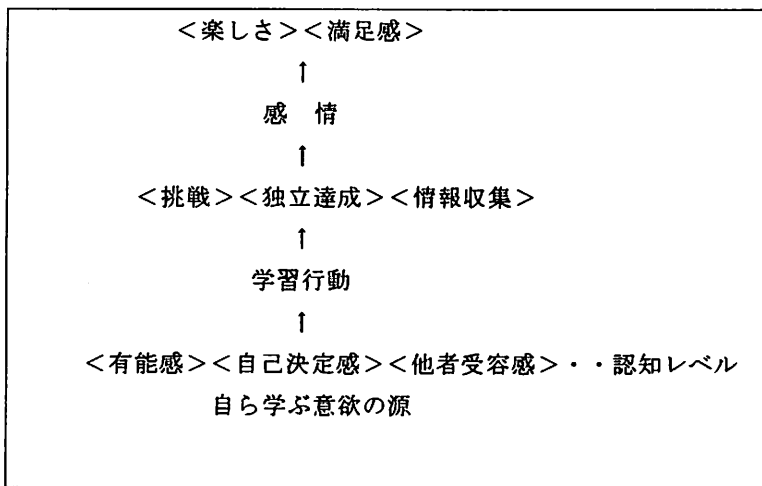 <楽しさ><満足感>
↑
感 情
↑
<挑戦><独立達成><情報収集>
↑
学習行動
↑
<有能感><自己決定感><他者受容感>・・認知レベル
自ら学ぶ意欲の源